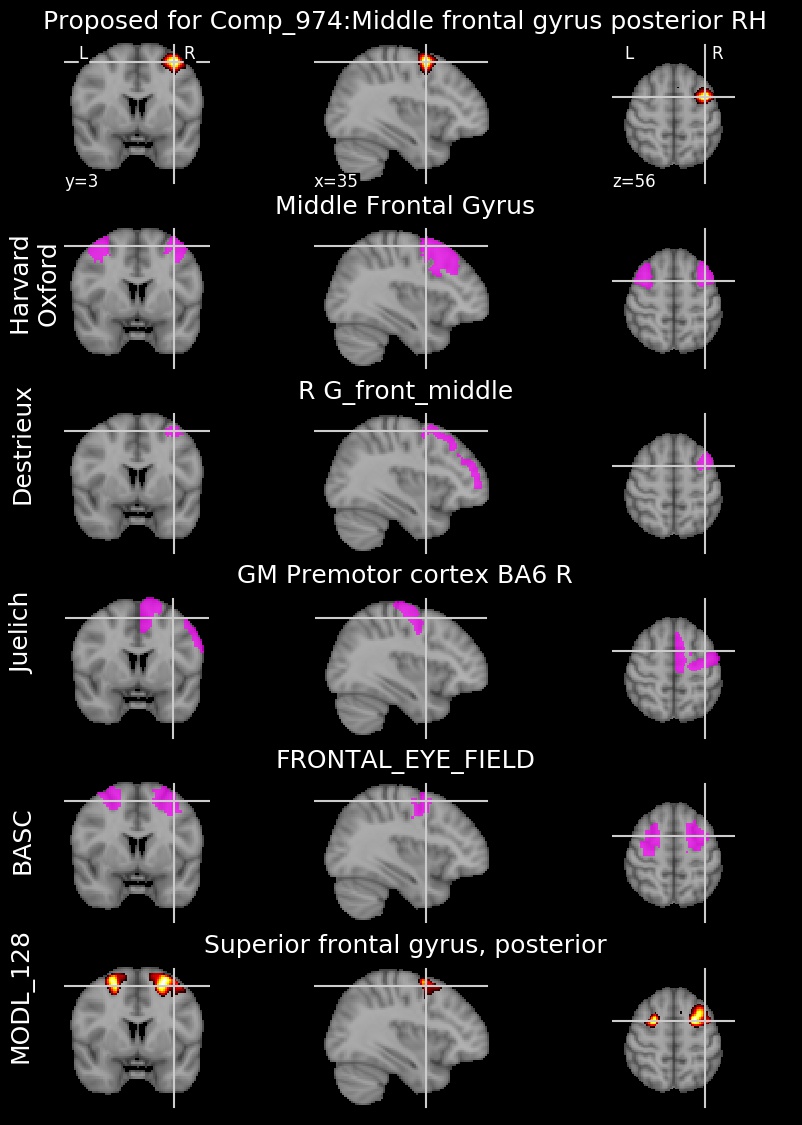 Proposed for Comp_974:Middle frontal gyrus posterior RH
L R L R
y=3 x=35 z=56
Middle Frontal Gyrus
Harvard
Oxford
R G_front_middle
Destrieux
GM Premotor cortex BA6 R
Juelich
FRONTAL_EYE_FIELD
BASC
Superior frontal gyrus, posterior
MODL_128